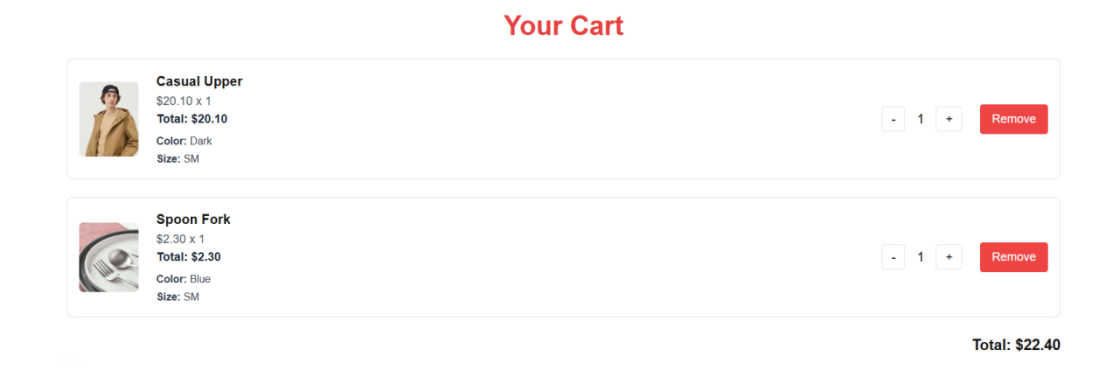 Your Cart
Casual Upper
$20.10 x 1
Total: $20.10
Color: Dark
Size: SM
- 1 + Remove
Spoon Fork
$2.30 x 1
Total: $2.30
Color: Blue
Size: SM
- 1 + Remove
Total: $22.40